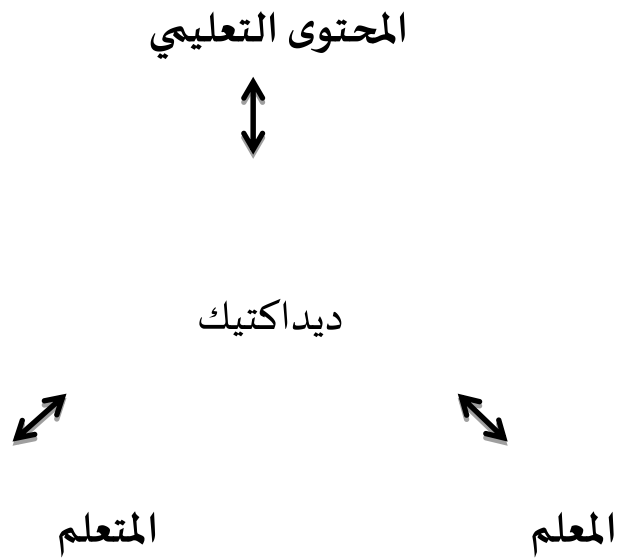 المحتوى التعليمي
ديداكتيك
المعلم
المتعلم